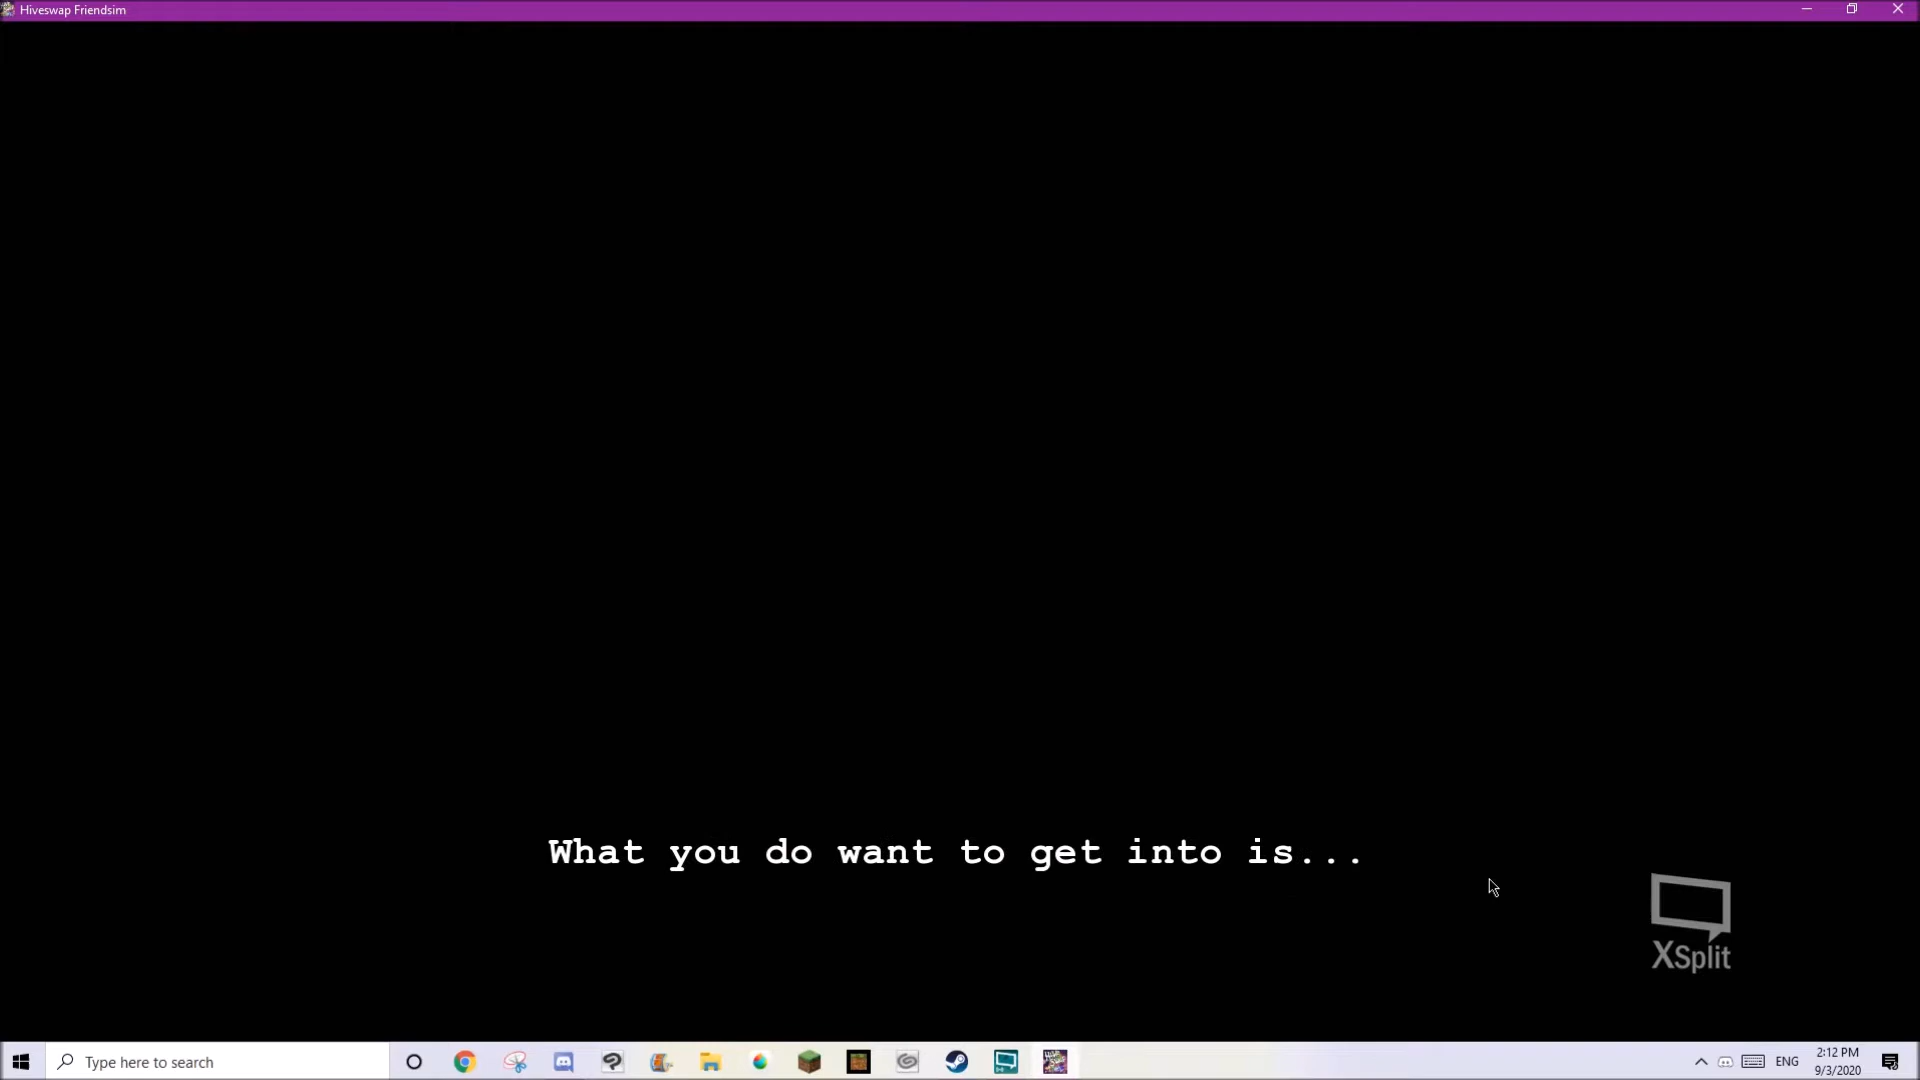 Hiveswap Friendsim
What you do want to get into is...
XSplit
Type here to search
ENG
2:12 PM
9/3/2020